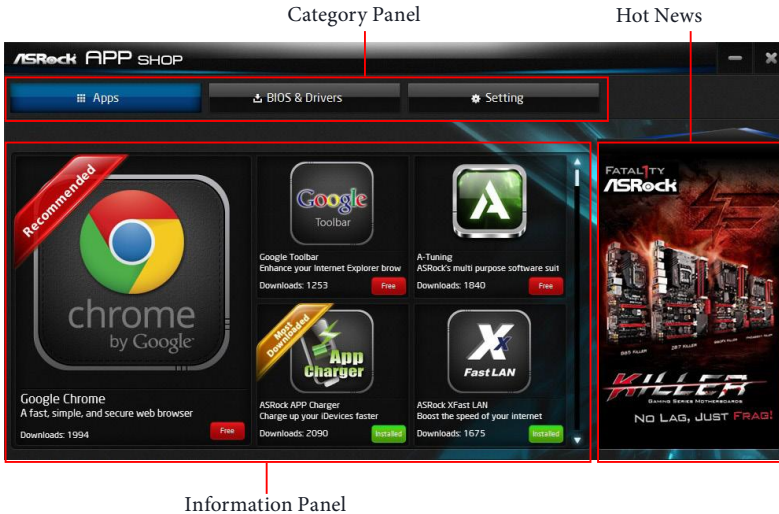 Category Panel
Hot News
ASRock APP SHOP
Apps
BIOS & Drivers
Setting
Recommended
chrome
by Google
Google Chrome
A fast, simple, and secure web browser
Downloads: 1994
Free
Google
Toolbar
Google Toolbar
Enhance your Internet Explorer brow
Downloads: 1253
Free
A-Tuning
ASRock's multi purpose software suit
Downloads: 1840
Free
Most
Downloaded
App
Charger
ASRock APP Charger
Charge up your iDevices faster
Downloads: 2090
Installed
Fast LAN
ASRock XFast LAN
Boost the speed of your internet
Downloads: 1675
Installed
FATAL1TY
ASRock
KILLER
GAMING SERIES MOTHERBOARDS
NO LAG, JUST FRAG!
Information Panel